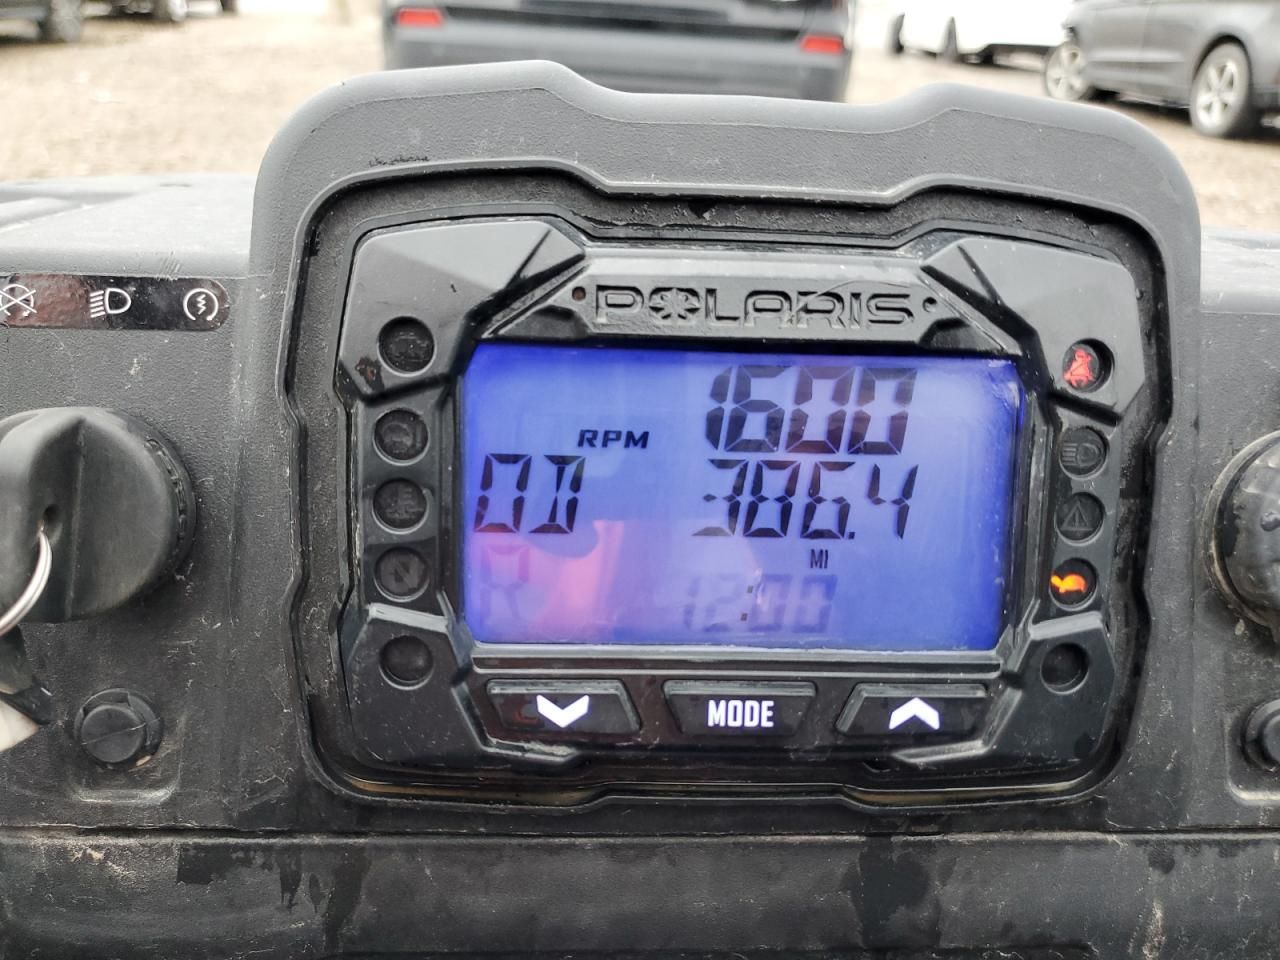 POLARIS
1600
RPM
OD 386.4
MI
R 12:00
N
MODE